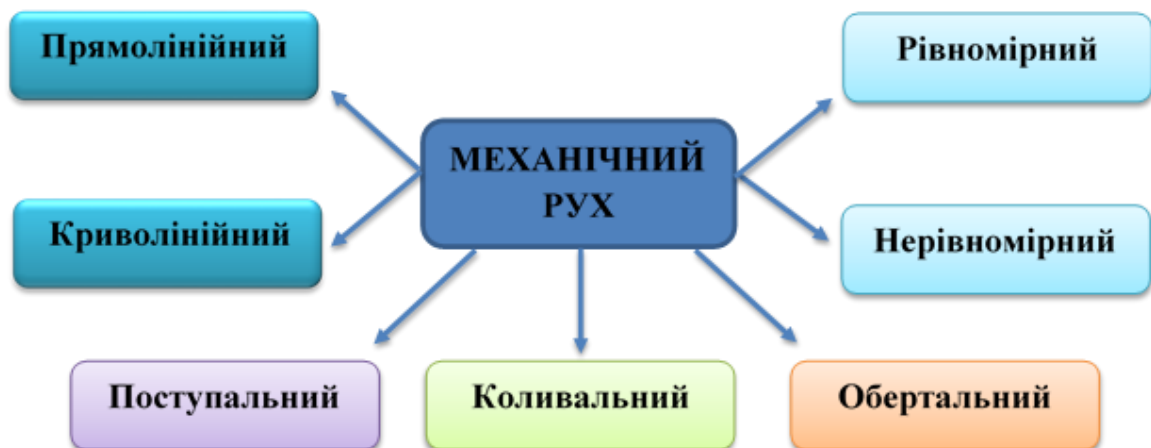 Прямолінійний
Рівномірний
МЕХАНІЧНИЙ
РУХ
Криволінійний
Нерівномірний
Поступальний
Коливальний
Обертальний